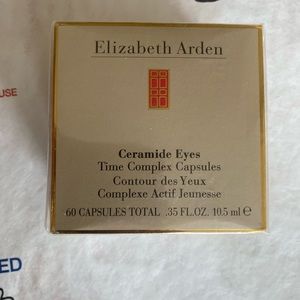 USE
Elizabeth Arden
Ceramide Eyes
Time Complex Capsules
Contour des Yeux
Complexe Actif Jeunesse
60 CAPSULES TOTAL .35 FL.OZ. 10.5 ml ℮
ED